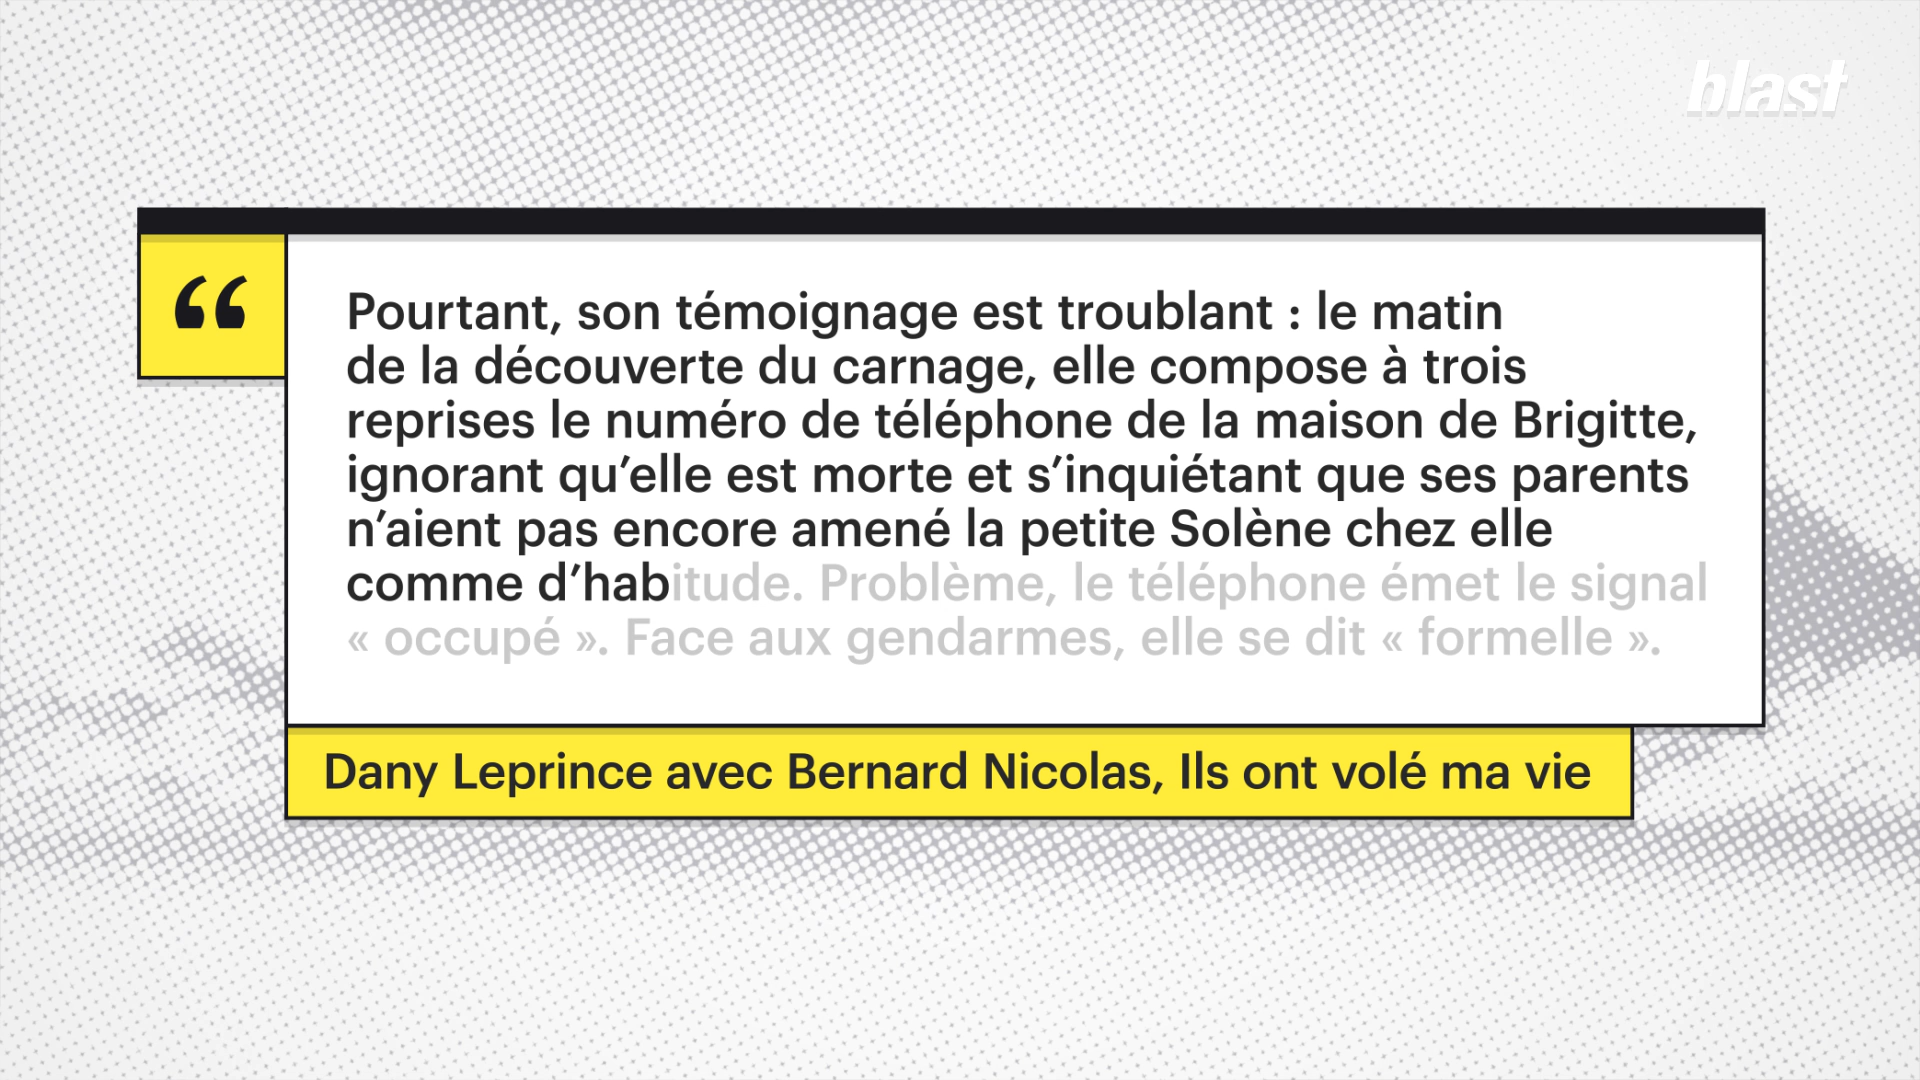 blast
“
Pourtant, son témoignage est troublant : le matin
de la découverte du carnage, elle compose à trois
reprises le numéro de téléphone de la maison de Brigitte,
ignorant qu’elle est morte et s’inquiétant que ses parents
n’aient pas encore amené la petite Solène chez elle
comme d’habitude. Problème, le téléphone émet le signal
« occupé ». Face aux gendarmes, elle se dit « formelle ».
Dany Leprince avec Bernard Nicolas, Ils ont volé ma vie